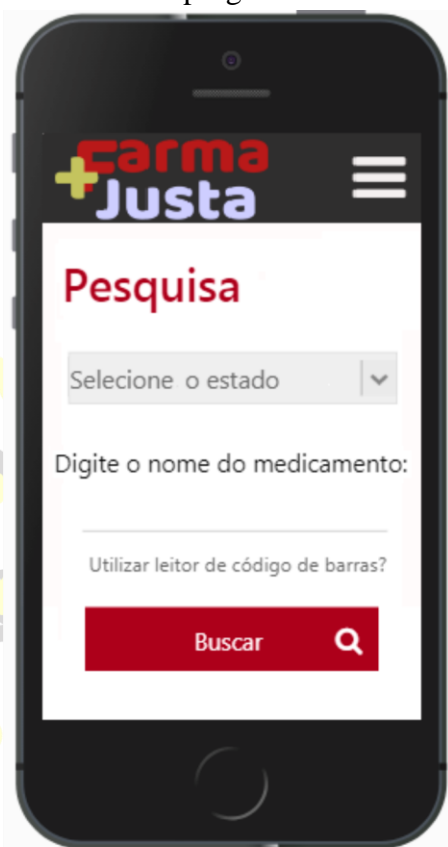 +Farma
Justa
Pesquisa
Selecione o estado
Digite o nome do medicamento:
Utilizar leitor de código de barras?
Buscar